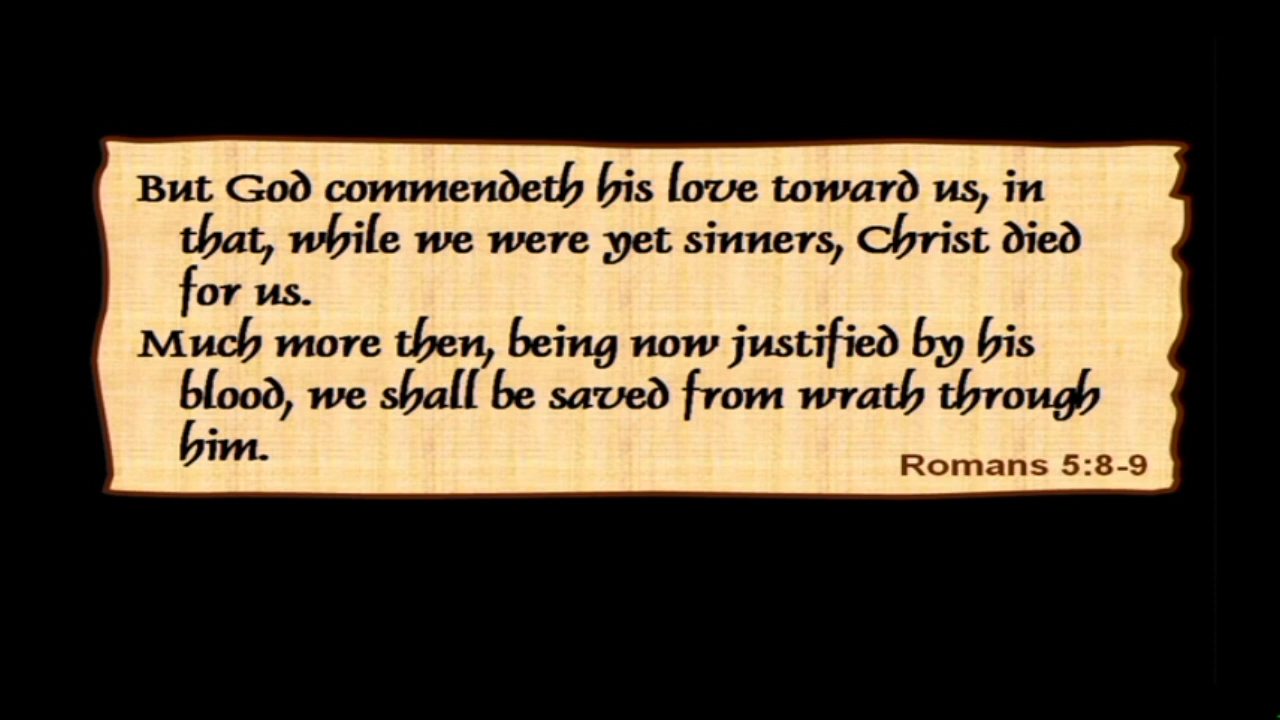 But God commendeth his love toward us, in
that, while we were yet sinners, Christ died
for us.
Much more then, being now justified by his
blood, we shall be saved from wrath through
him.
Romans 5:8-9